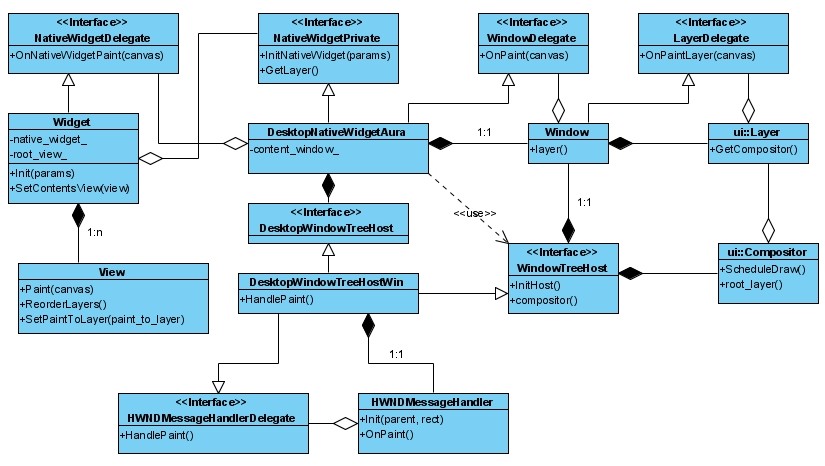 <<Interface>>
NativeWidgetDelegate
+OnNativeWidgetPaint(canvas)
<<Interface>>
NativeWidgetPrivate
+InitNativeWidget(params)
+GetLayer()
<<Interface>>
WindowDelegate
+OnPaint(canvas)
<<Interface>>
LayerDelegate
+OnPaintLayer(canvas)
Widget
-native_widget_
-root_view_
+Init(params)
+SetContentsView(view)
DesktopNativeWidgetAura
-content_window_
1:1
Window
+layer()
ui::Layer
+GetCompositor()
1:n
<<Interface>>
DesktopWindowTreeHost
<<use>>
1:1
View
+Paint(canvas)
+ReorderLayers()
+SetPaintToLayer(paint_to_layer)
DesktopWindowTreeHostWin
+HandlePaint()
<<Interface>>
WindowTreeHost
+InitHost()
+compositor()
ui::Compositor
+ScheduleDraw()
+root_layer()
1:1
<<Interface>>
HWNDMessageHandlerDelegate
+HandlePaint()
HWNDMessageHandler
+Init(parent, rect)
+OnPaint()